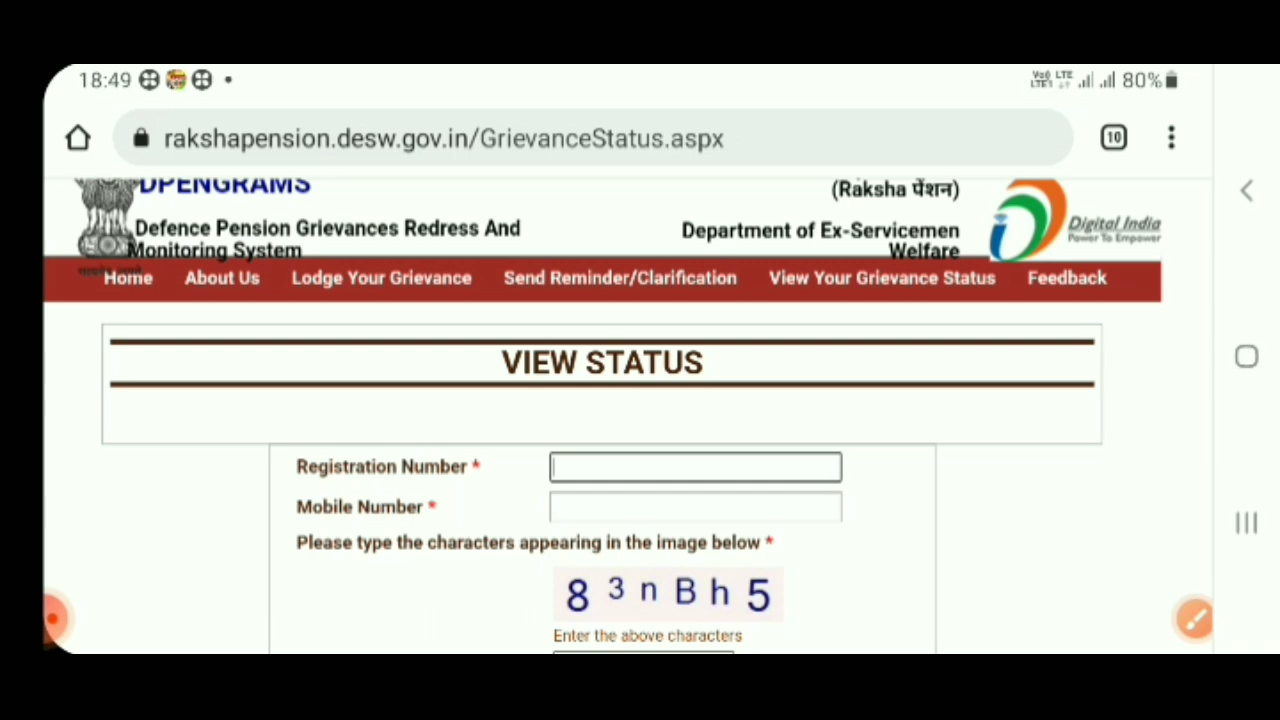 18:49
VoLTE LTE1 80%
rakshapension.desw.gov.in/GrievanceStatus.aspx
10
DPENGRAMS
(Raksha पेंशन)
Defence Pension Grievances Redress And
Monitoring System
Department of Ex-Servicemen
Welfare
Digital India
Power To Empower
Home About Us Lodge Your Grievance Send Reminder/Clarification View Your Grievance Status Feedback
VIEW STATUS
Registration Number *
Mobile Number *
Please type the characters appearing in the image below *
8 3 n B h 5
Enter the above characters